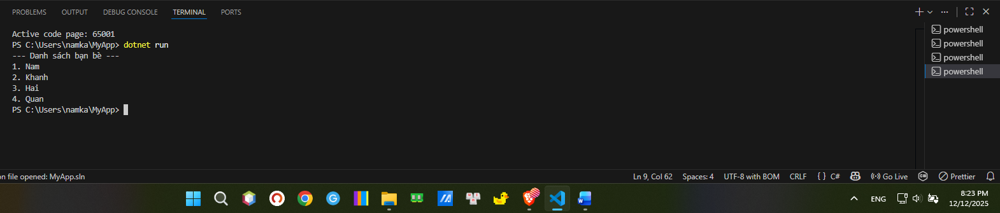 PROBLEMS OUTPUT DEBUG CONSOLE TERMINAL PORTS
Active code page: 65001
PS C:\Users\namka\MyApp> dotnet run
--- Danh sách bạn bè ---
1. Nam
2. Khanh
3. Hai
4. Quan
PS C:\Users\namka\MyApp>
powershell
powershell
powershell
powershell
on file opened: MyApp.sln Ln 9, Col 62 Spaces: 4 UTF-8 with BOM CRLF { } C# Go Live Prettier
ENG 8:23 PM
12/12/2025